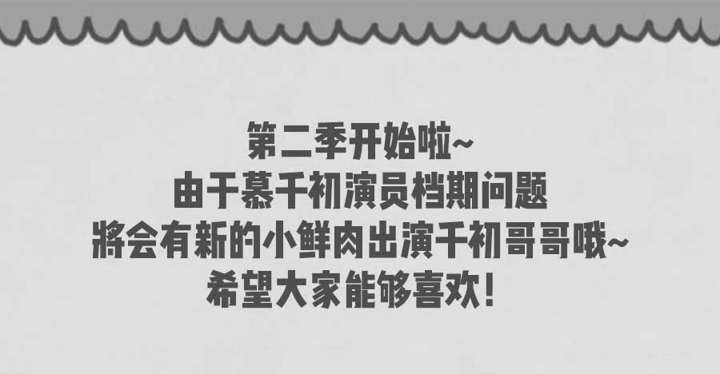 第二季开始啦~
由于慕千初演员档期问题
將会有新的小鲜肉出演千初哥哥哦~
希望大家能够喜欢！